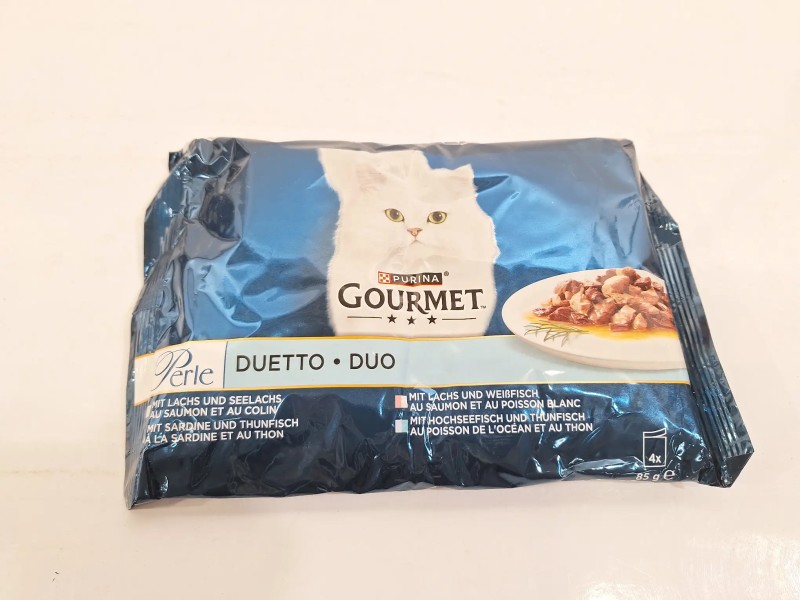 PURINA®
GOURMET™
Perle
DUETTO • DUO
MIT LACHS UND SEELACHS
AU SAUMON ET AU COLIN
MIT SARDINE UND THUNFISCH
À LA SARDINE ET AU THON
MIT LACHS UND WEIßFISCH
AU SAUMON ET AU POISSON BLANC
MIT HOCHSEEFISCH UND THUNFISCH
AU POISSON DE L'OCÉAN ET AU THON
4x
85 g e